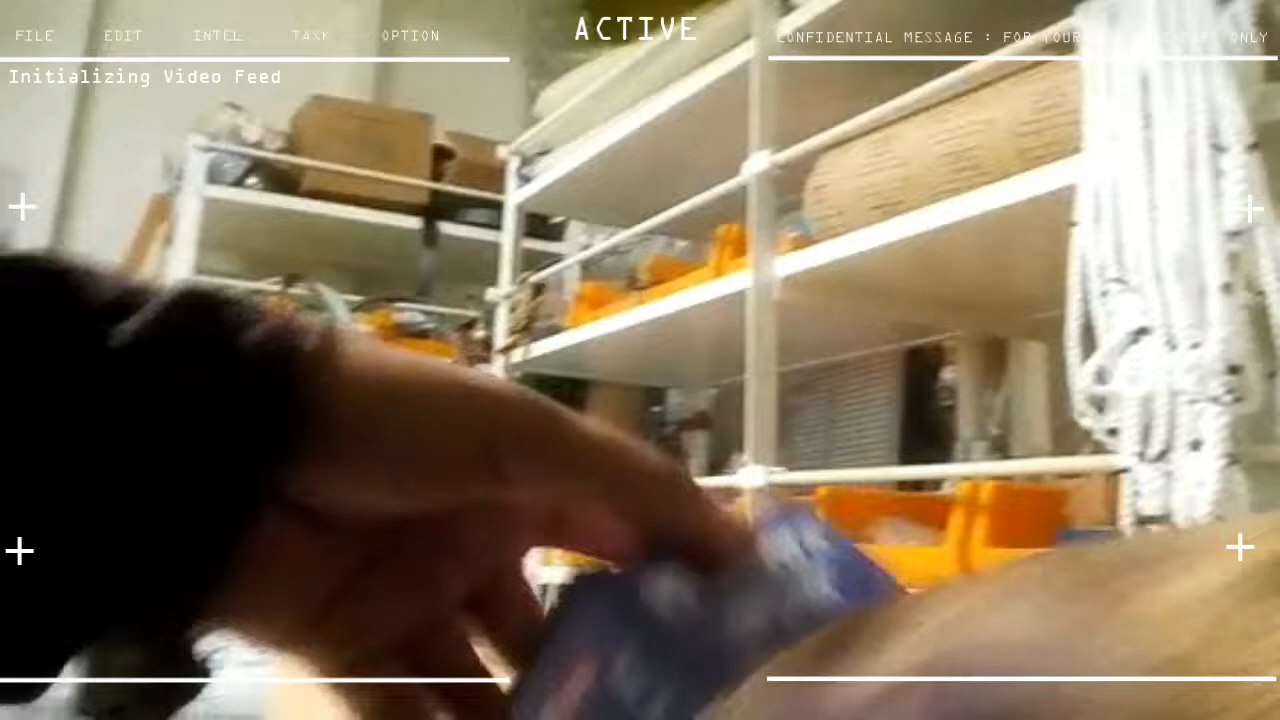 FILE EDIT INTEL TASK OPTION
ACTIVE
CONFIDENTIAL MESSAGE : FOR YOUR ONLY
Initializing Video Feed